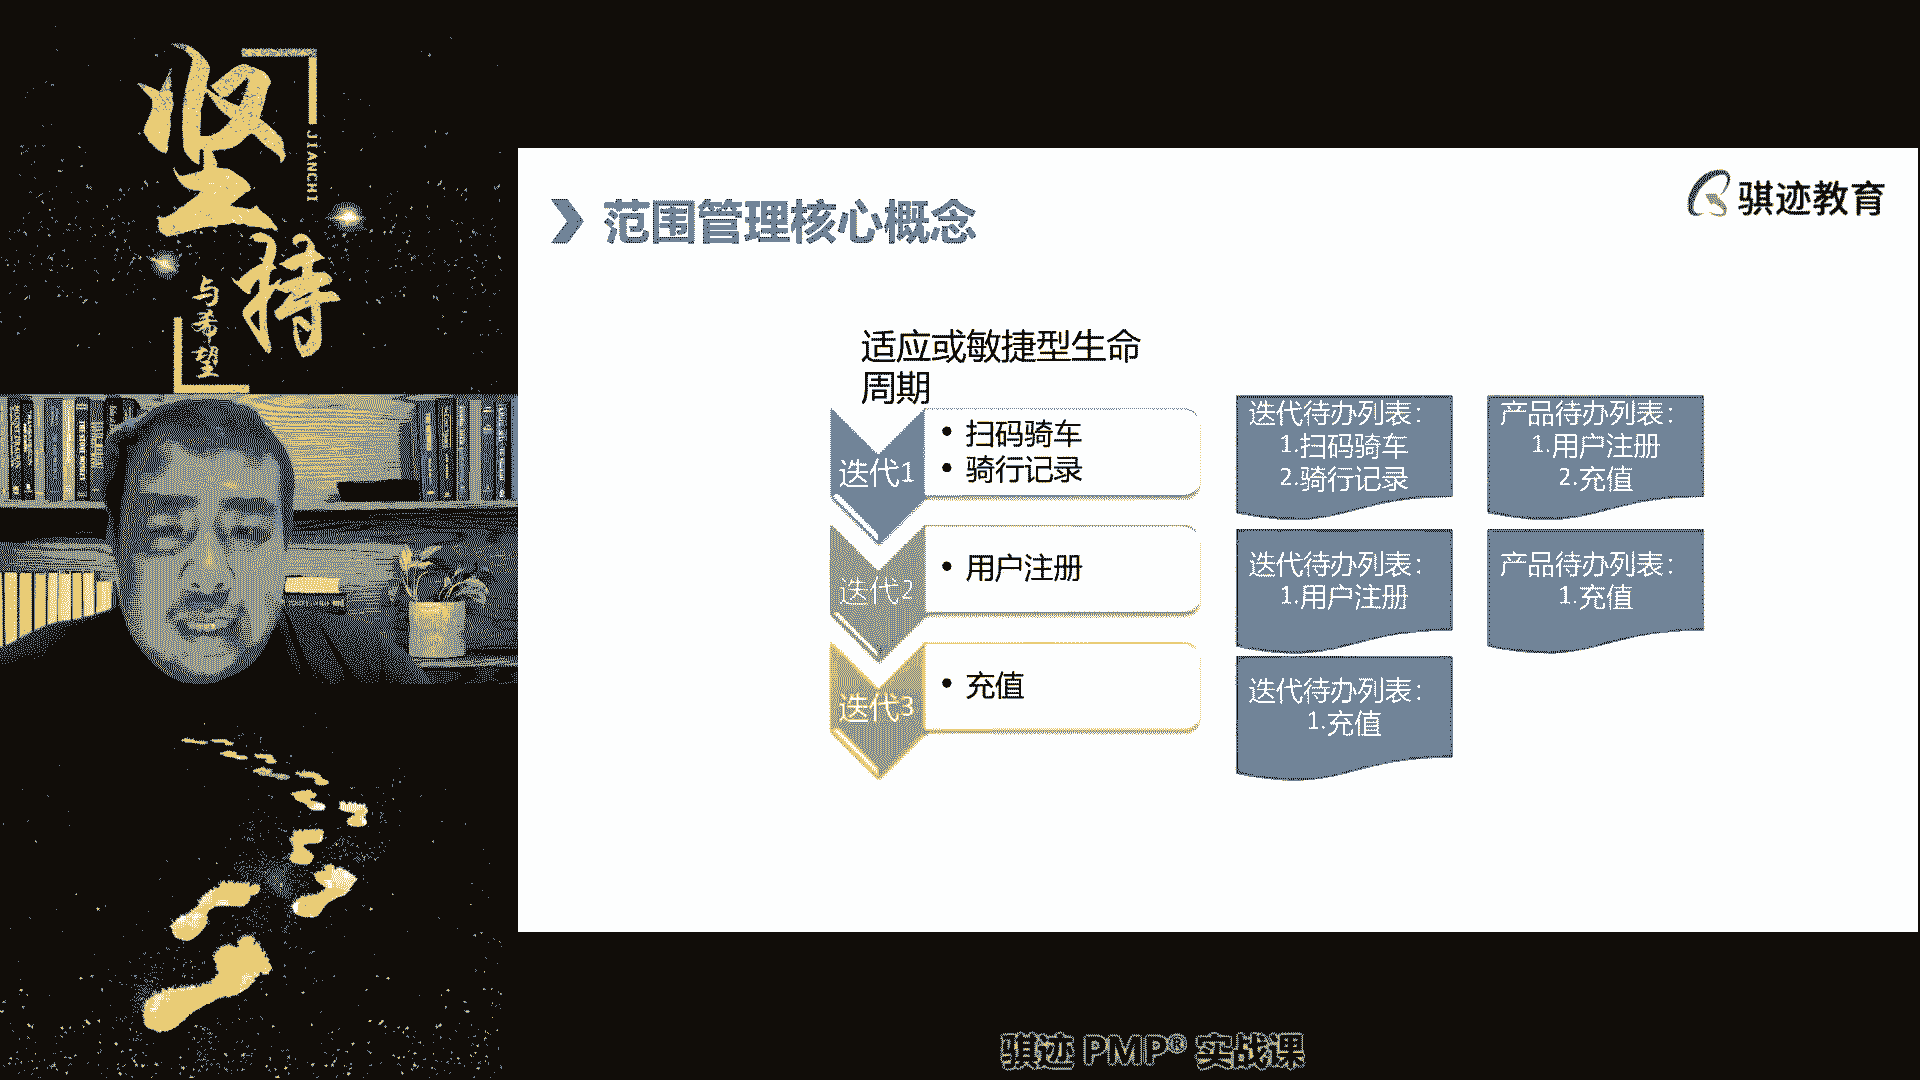 坚持
JIANCHI
与希望
骐迹教育
范围管理核心概念
适应或敏捷型生命
周期
迭代1
• 扫码骑车
• 骑行记录
迭代待办列表：
1.扫码骑车
2.骑行记录
产品待办列表：
1.用户注册
2.充值
迭代2
• 用户注册
迭代待办列表：
1.用户注册
产品待办列表：
1.充值
迭代3
• 充值
迭代待办列表：
1.充值
骐迹 PMP® 实战课